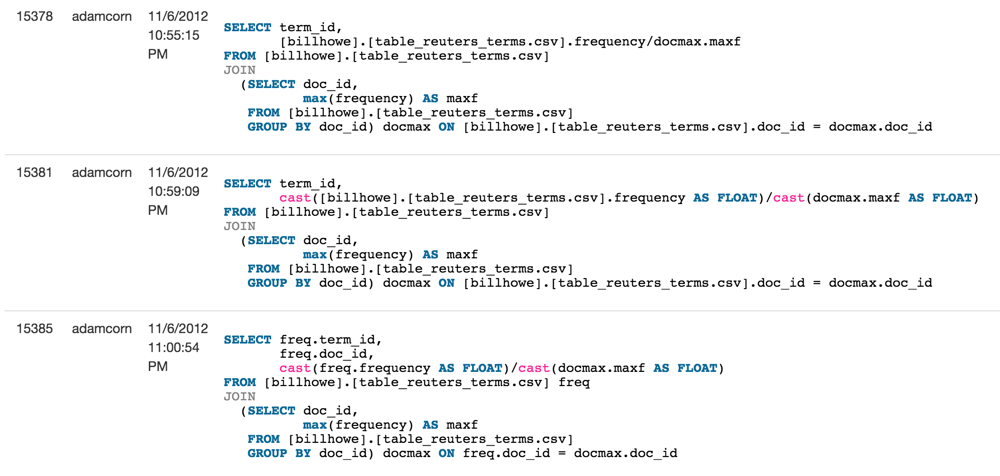 15378 adamcorn 11/6/2012
10:55:15
PM
SELECT term_id,
[billhowe].[table_reuters_terms.csv].frequency/docmax.maxf
FROM [billhowe].[table_reuters_terms.csv]
JOIN
(SELECT doc_id,
max(frequency) AS maxf
FROM [billhowe].[table_reuters_terms.csv]
GROUP BY doc_id) docmax ON [billhowe].[table_reuters_terms.csv].doc_id = docmax.doc_id
15381 adamcorn 11/6/2012
10:59:09
PM
SELECT term_id,
cast([billhowe].[table_reuters_terms.csv].frequency AS FLOAT)/cast(docmax.maxf AS FLOAT)
FROM [billhowe].[table_reuters_terms.csv]
JOIN
(SELECT doc_id,
max(frequency) AS maxf
FROM [billhowe].[table_reuters_terms.csv]
GROUP BY doc_id) docmax ON [billhowe].[table_reuters_terms.csv].doc_id = docmax.doc_id
15385 adamcorn 11/6/2012
11:00:54
PM
SELECT freq.term_id,
freq.doc_id,
cast(freq.frequency AS FLOAT)/cast(docmax.maxf AS FLOAT)
FROM [billhowe].[table_reuters_terms.csv] freq
JOIN
(SELECT doc_id,
max(frequency) AS maxf
FROM [billhowe].[table_reuters_terms.csv]
GROUP BY doc_id) docmax ON freq.doc_id = docmax.doc_id